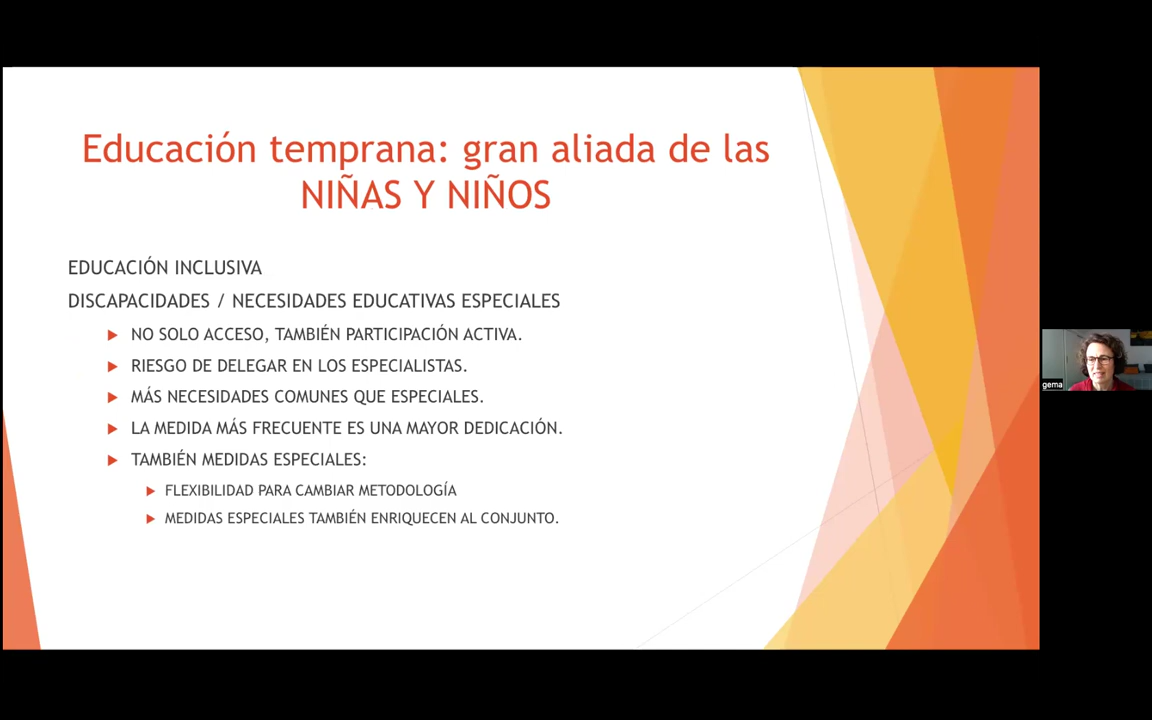 Educación temprana: gran aliada de las
NIÑAS Y NIÑOS
EDUCACIÓN INCLUSIVA
DISCAPACIDADES / NECESIDADES EDUCATIVAS ESPECIALES
NO SOLO ACCESO, TAMBIÉN PARTICIPACIÓN ACTIVA.
RIESGO DE DELEGAR EN LOS ESPECIALISTAS.
MÁS NECESIDADES COMUNES QUE ESPECIALES.
LA MEDIDA MÁS FRECUENTE ES UNA MAYOR DEDICACIÓN.
TAMBIÉN MEDIDAS ESPECIALES:
FLEXIBILIDAD PARA CAMBIAR METODOLOGÍA
MEDIDAS ESPECIALES TAMBIÉN ENRIQUECEN AL CONJUNTO.
gema